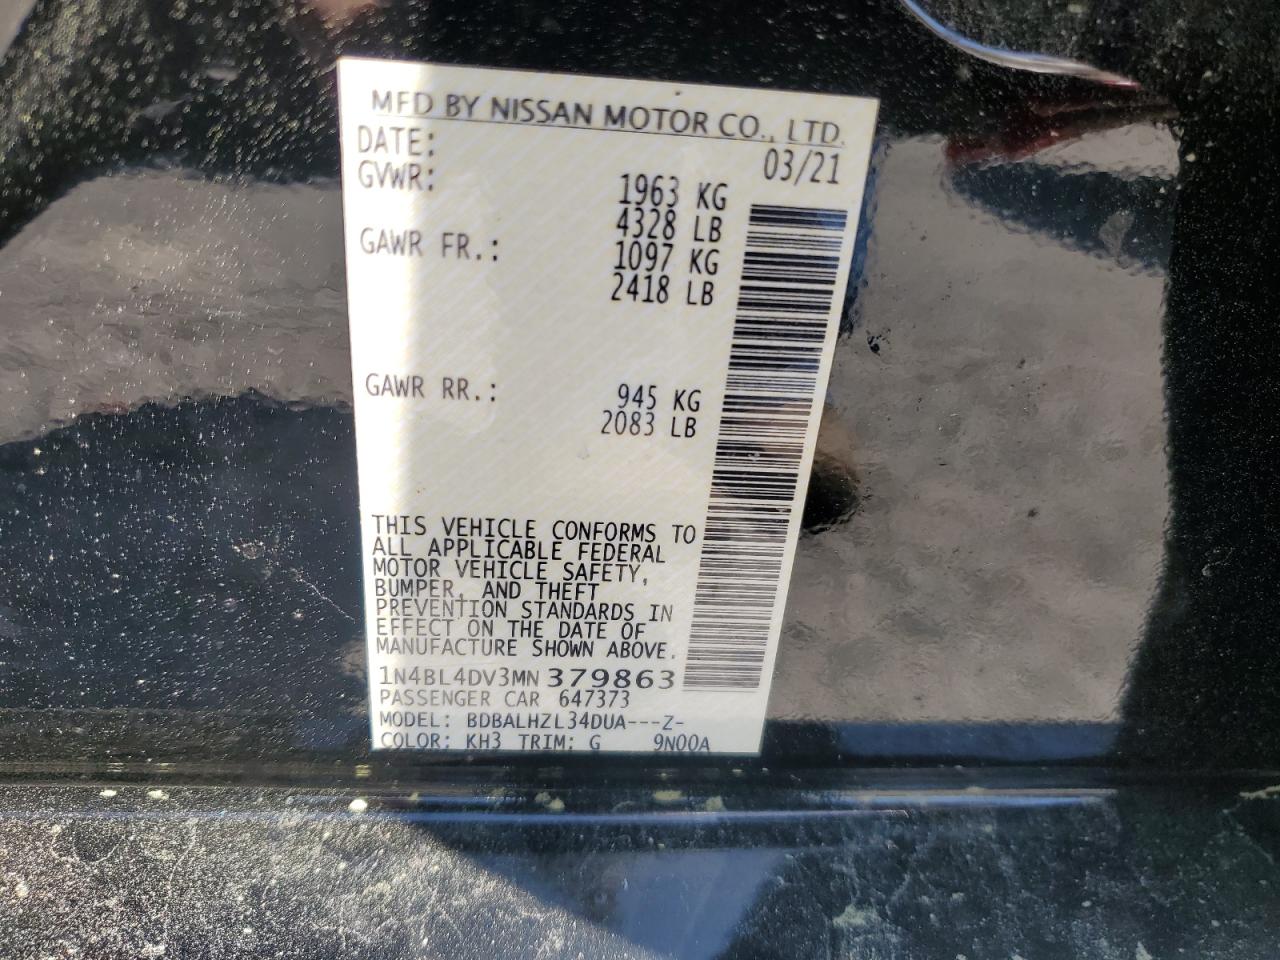 MFD BY NISSAN MOTOR CO., LTD.
DATE: 03/21
GVWR: 1963 KG
4328 LB
GAWR FR.: 1097 KG
2418 LB
GAWR RR.: 945 KG
2083 LB
THIS VEHICLE CONFORMS TO
ALL APPLICABLE FEDERAL
MOTOR VEHICLE SAFETY,
BUMPER, AND THEFT
PREVENTION STANDARDS IN
EFFECT ON THE DATE OF
MANUFACTURE SHOWN ABOVE.
1N4BL4DV3MN379863
PASSENGER CAR 647373
MODEL: BDBALHZL34DUA---Z-
COLOR: KH3 TRIM: G 9N00A